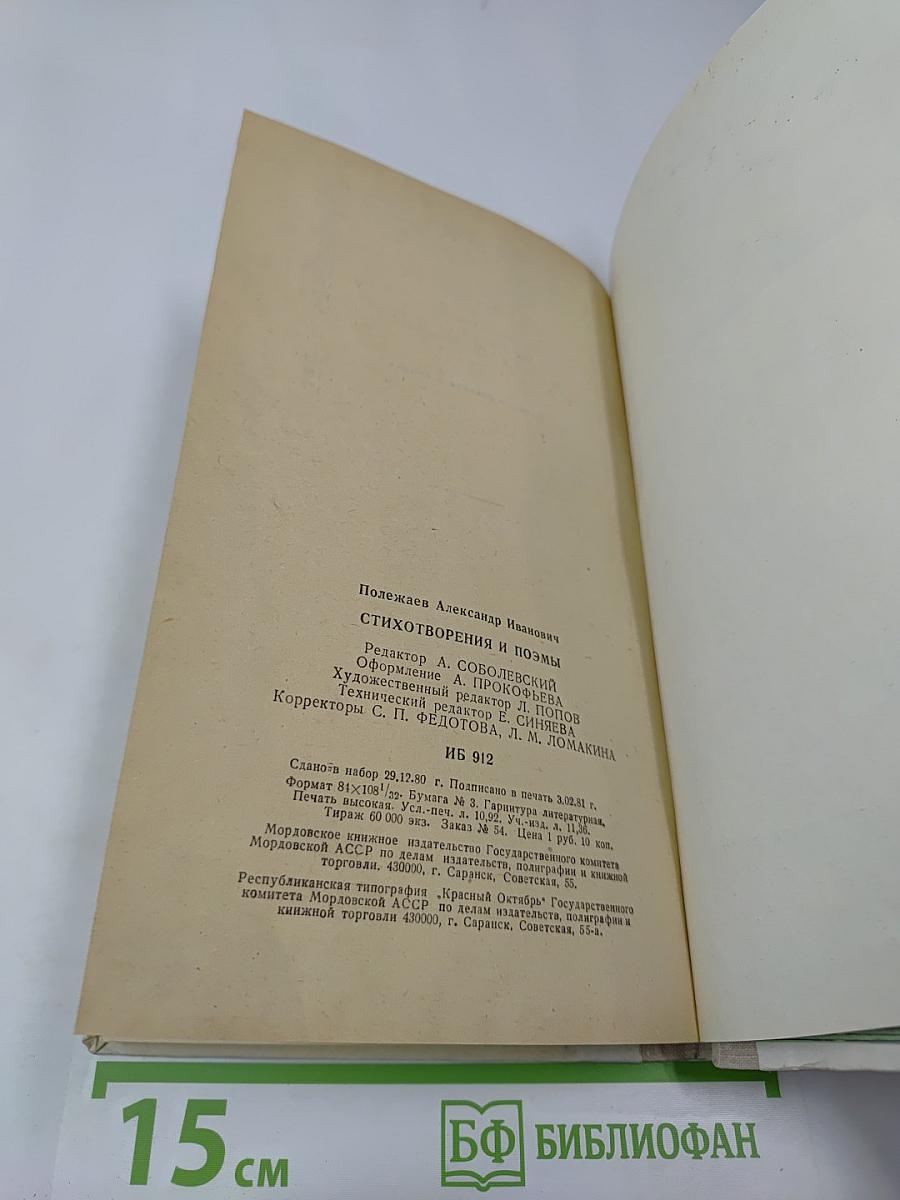 Полежаев Александр Иванович
СТИХОТВОРЕНИЯ И ПОЭМЫ
Редактор А. СОБОЛЕВСКИЙ
Оформление А. ПРОКОФЬЕВА
Художественный редактор Л. ПОПОВ
Технический редактор Е. СИНЯЕВА
Корректоры С. П. ФЕДОТОВА, Л. М. ЛОМАКИНА
ИБ 912
Сдано в набор 29.12.80 г. Подписано в печать 3.02.81 г.
Формат 84×108 1/32. Бумага № 3. Гарнитура литературная.
Печать высокая. Усл.-печ. л. 10,92. Уч.-изд. л. 11,36.
Тираж 60 000 экз. Заказ № 54. Цена 1 руб. 10 коп.
Мордовское книжное издательство Государственного комитета
Мордовской АССР по делам издательств, полиграфии и книжной
торговли. 430000, г. Саранск, Советская, 55.
Республиканская типография „Красный Октябрь" Государственного
комитета Мордовской АССР по делам издательств, полиграфии и
книжной торговли 430000, г. Саранск, Советская, 55-а.
15 см
БФ БИБЛИОФАН